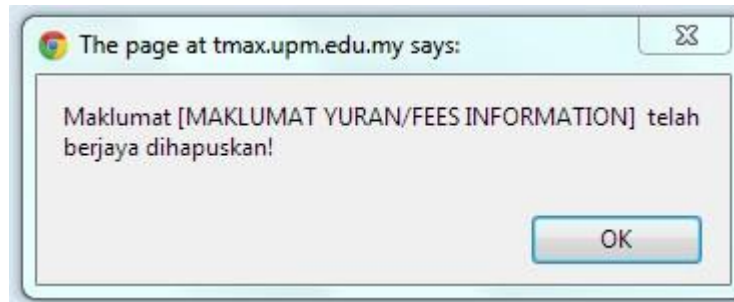 The page at tmax.upm.edu.my says:
Maklumat [MAKLUMAT YURAN/FEES INFORMATION] telah
berjaya dihapuskan!
OK